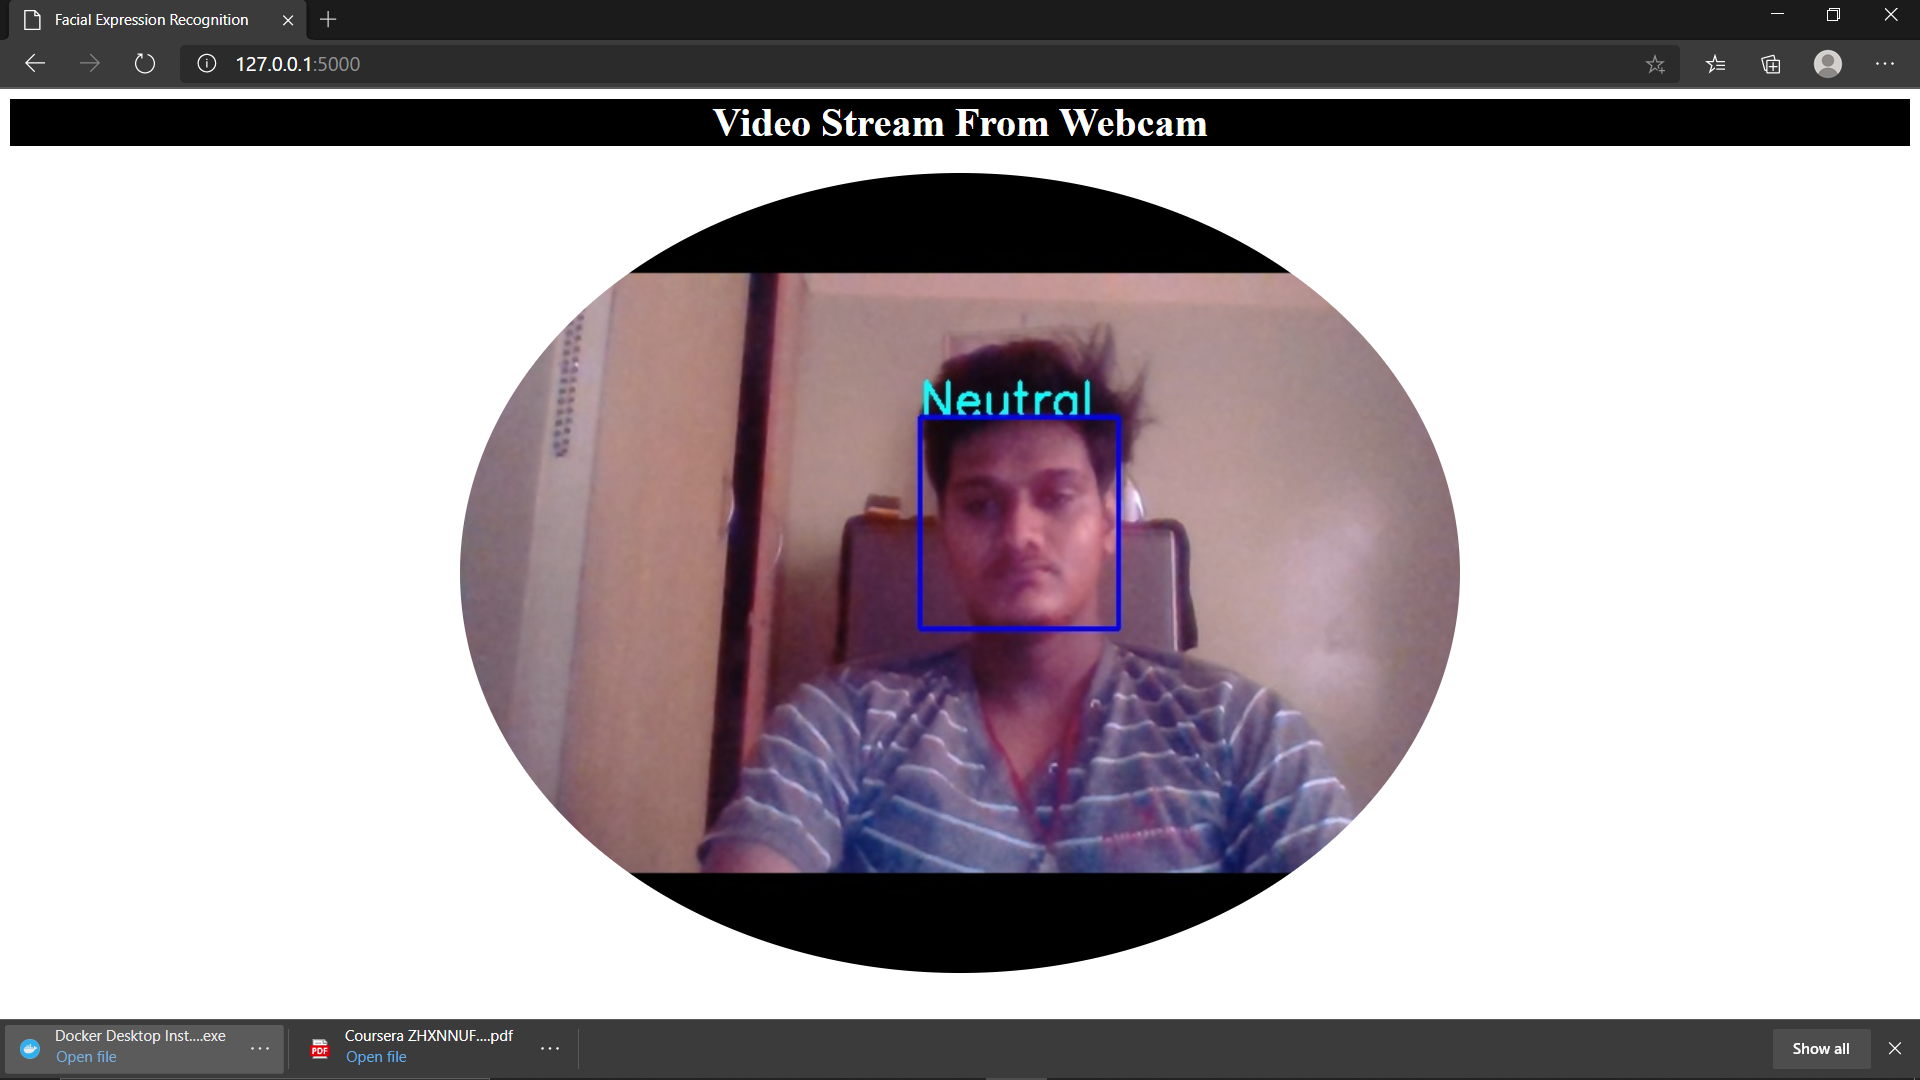 Facial Expression Recognition
127.0.0.1:5000
Video Stream From Webcam
Neutral
Docker Desktop Inst....exe
Open file
PDF
Coursera ZHXNNUF....pdf
Open file
Show all